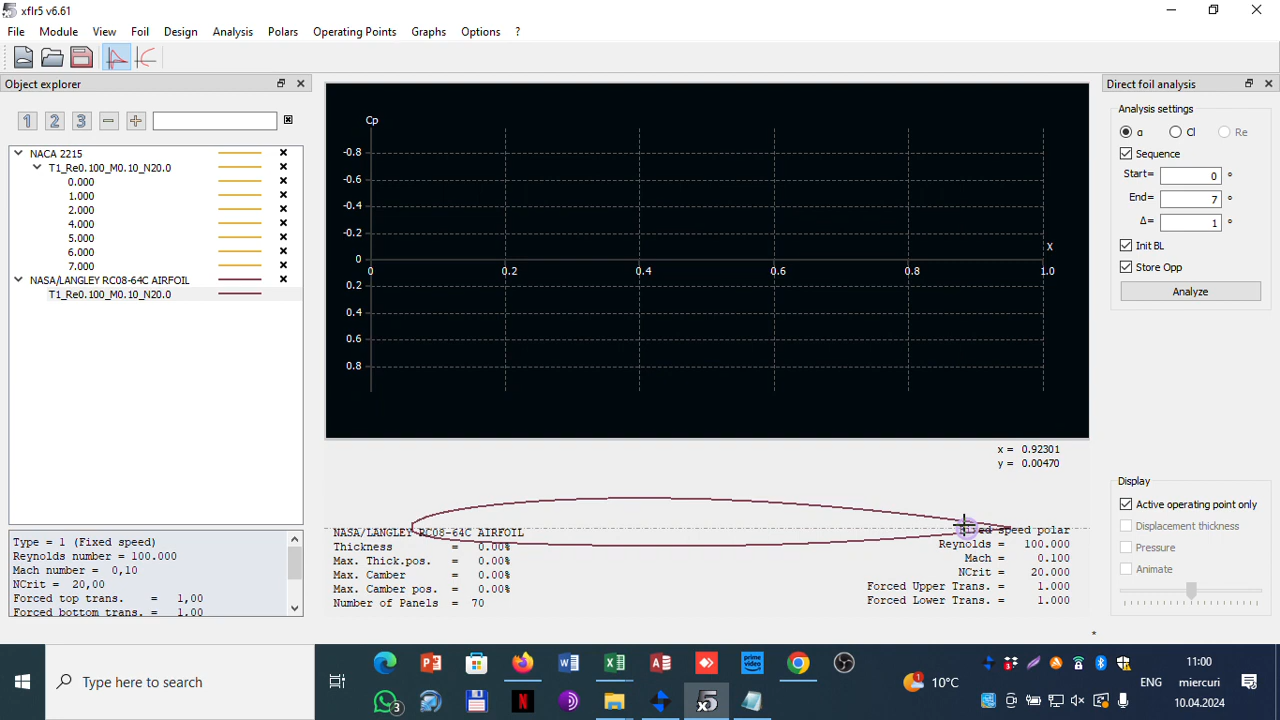 xflr5 v6.61
File Module View Foil Design Analysis Polars Operating Points Graphs Options ?
Object explorer
1 2 3
NACA 2215
T1_Re0.100_M0.10_N20.0
0.000
1.000
2.000
4.000
5.000
6.000
7.000
NASA/LANGLEY RC08-64C AIRFOIL
T1_Re0.100_M0.10_N20.0
Type = 1 (Fixed speed)
Reynolds number = 100.000
Mach number = 0,10
NCrit = 20,00
Forced top trans. = 1,00
Forced bottom trans. = 1,00
Cp
-0.8
-0.6
-0.4
-0.2
0
0.2
0.4
0.6
0.8
X
0 0.2 0.4 0.6 0.8 1.0
x = 0.92301
y = 0.00470
NASA/LANGLEY RC08-64C AIRFOIL
Thickness = 0.00%
Max. Thick.pos. = 0.00%
Max. Camber = 0.00%
Max. Camber pos. = 0.00%
Number of Panels = 70
Fixed speed polar
Reynolds = 100.000
Mach = 0.100
NCrit = 20.000
Forced Upper Trans. = 1.000
Forced Lower Trans. = 1.000
*
Direct foil analysis
Analysis settings
α Cl Re
Sequence
Start= 0 °
End= 7 °
Δ= 1 °
Init BL
Store Opp
Analyze
Display
Active operating point only
Displacement thickness
Pressure
Animate
Type here to search
10°C
ENG
11:00
miercuri
10.04.2024